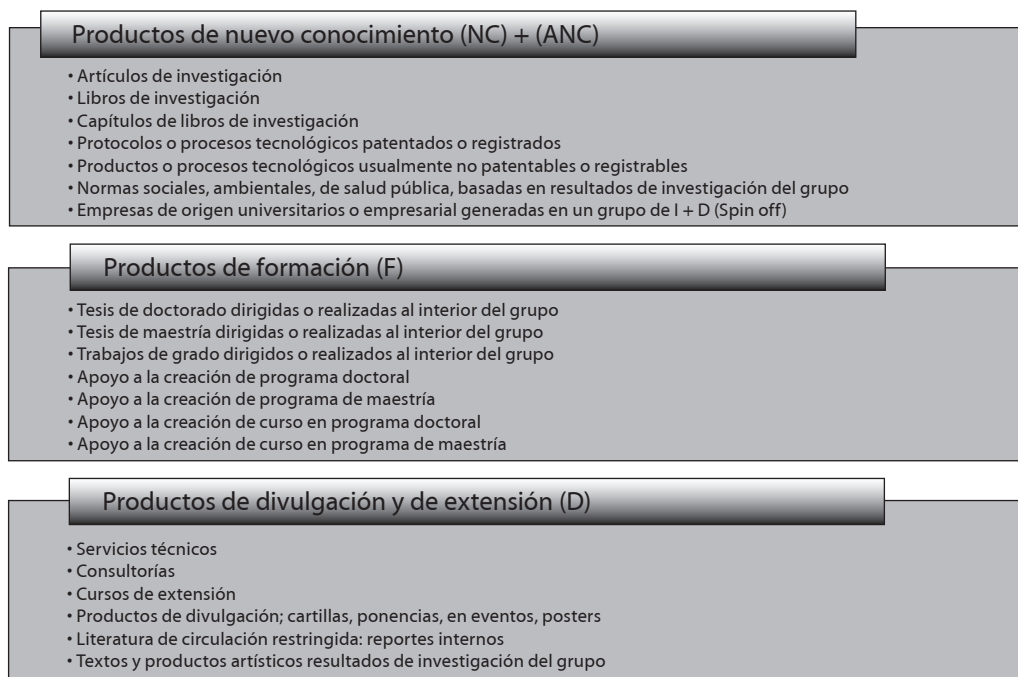 Productos de nuevo conocimiento (NC) + (ANC)
• Artículos de investigación
• Libros de investigación
• Capítulos de libros de investigación
• Protocolos o procesos tecnológicos patentados o registrados
• Productos o procesos tecnológicos usualmente no patentables o registrables
• Normas sociales, ambientales, de salud pública, basadas en resultados de investigación del grupo
• Empresas de origen universitarios o empresarial generadas en un grupo de I + D (Spin off)
Productos de formación (F)
• Tesis de doctorado dirigidas o realizadas al interior del grupo
• Tesis de maestría dirigidas o realizadas al interior del grupo
• Trabajos de grado dirigidos o realizados al interior del grupo
• Apoyo a la creación de programa doctoral
• Apoyo a la creación de programa de maestría
• Apoyo a la creación de curso en programa doctoral
• Apoyo a la creación de curso en programa de maestría
Productos de divulgación y de extensión (D)
• Servicios técnicos
• Consultorías
• Cursos de extensión
• Productos de divulgación; cartillas, ponencias, en eventos, posters
• Literatura de circulación restringida: reportes internos
• Textos y productos artísticos resultados de investigación del grupo